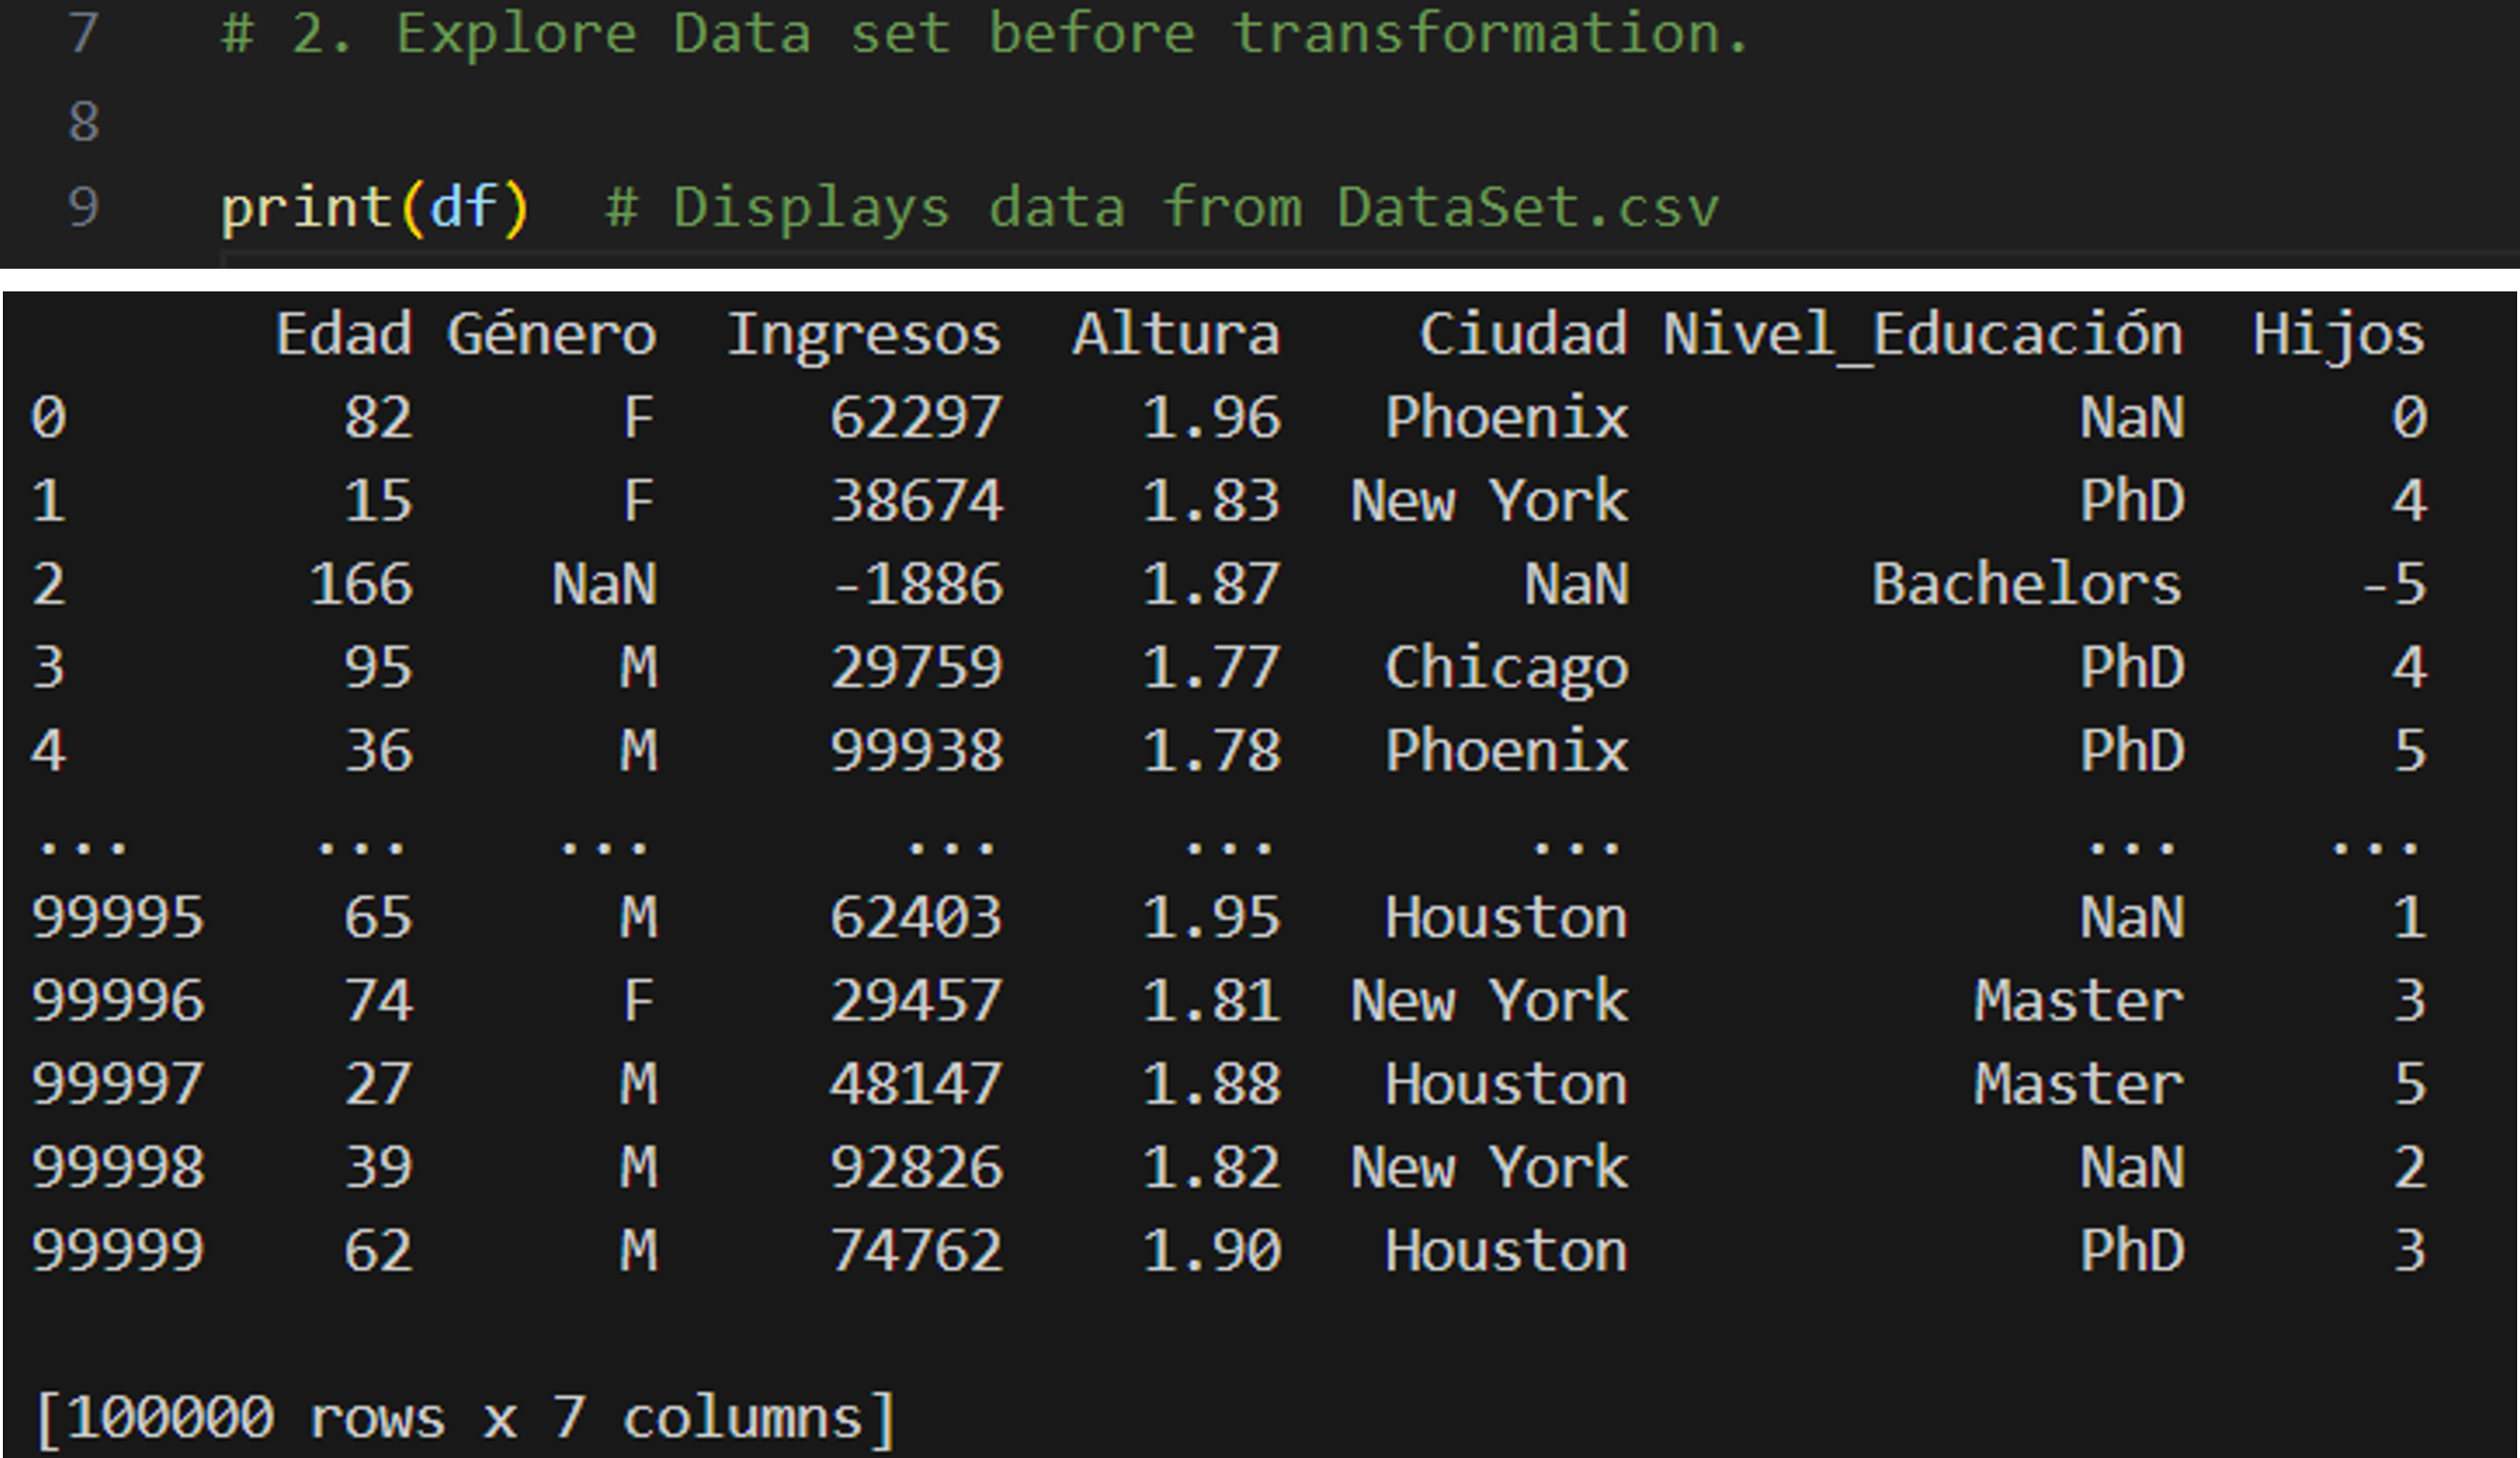 7 # 2. Explore Data set before transformation.
8
9 print(df) # Displays data from DataSet.csv
Edad Género Ingresos Altura Ciudad Nivel_Educación Hijos
0 82 F 62297 1.96 Phoenix NaN 0
1 15 F 38674 1.83 New York PhD 4
2 166 NaN -1886 1.87 NaN Bachelors -5
3 95 M 29759 1.77 Chicago PhD 4
4 36 M 99938 1.78 Phoenix PhD 5
... ... ... ... ... ... ... ...
99995 65 M 62403 1.95 Houston NaN 1
99996 74 F 29457 1.81 New York Master 3
99997 27 M 48147 1.88 Houston Master 5
99998 39 M 92826 1.82 New York NaN 2
99999 62 M 74762 1.90 Houston PhD 3
[100000 rows x 7 columns]